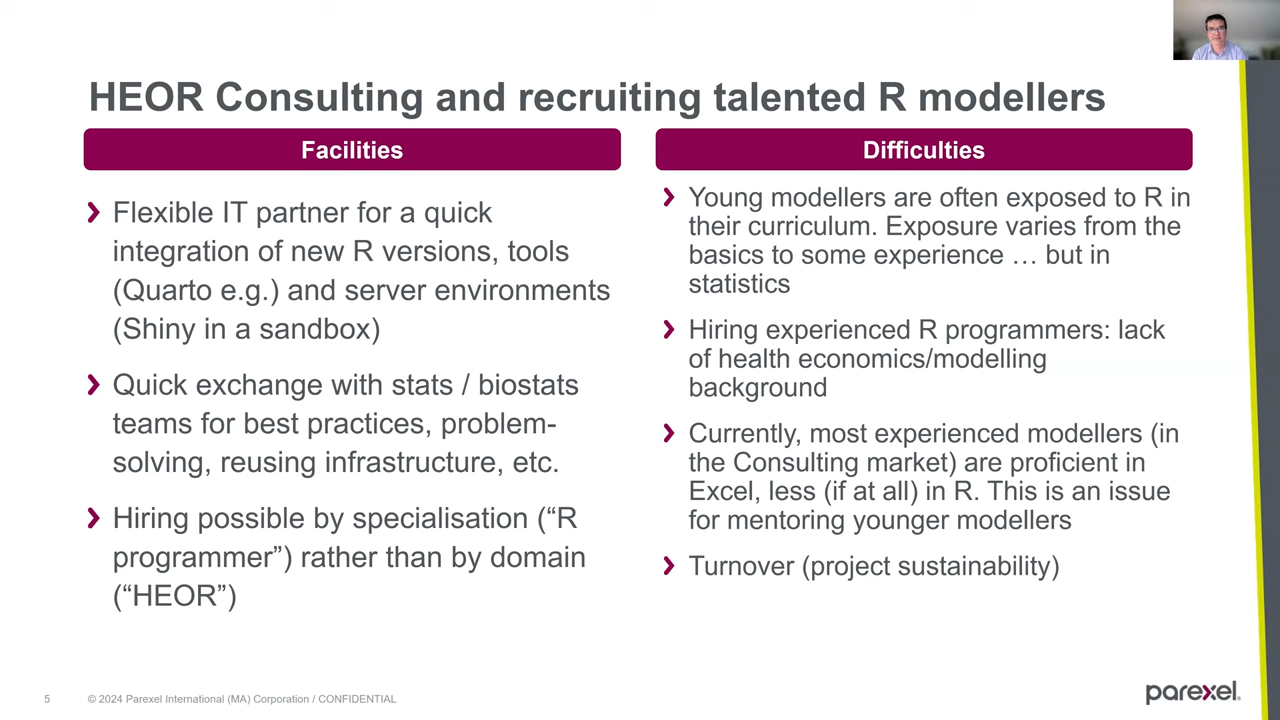 HEOR Consulting and recruiting talented R modellers
Facilities
Flexible IT partner for a quick
integration of new R versions, tools
(Quarto e.g.) and server environments
(Shiny in a sandbox)
Quick exchange with stats / biostats
teams for best practices, problem-
solving, reusing infrastructure, etc.
Hiring possible by specialisation (“R
programmer”) rather than by domain
(“HEOR”)
Difficulties
Young modellers are often exposed to R in
their curriculum. Exposure varies from the
basics to some experience … but in
statistics
Hiring experienced R programmers: lack
of health economics/modelling
background
Currently, most experienced modellers (in
the Consulting market) are proficient in
Excel, less (if at all) in R. This is an issue
for mentoring younger modellers
Turnover (project sustainability)
5
© 2024 Parexel International (MA) Corporation / CONFIDENTIAL
parexel.